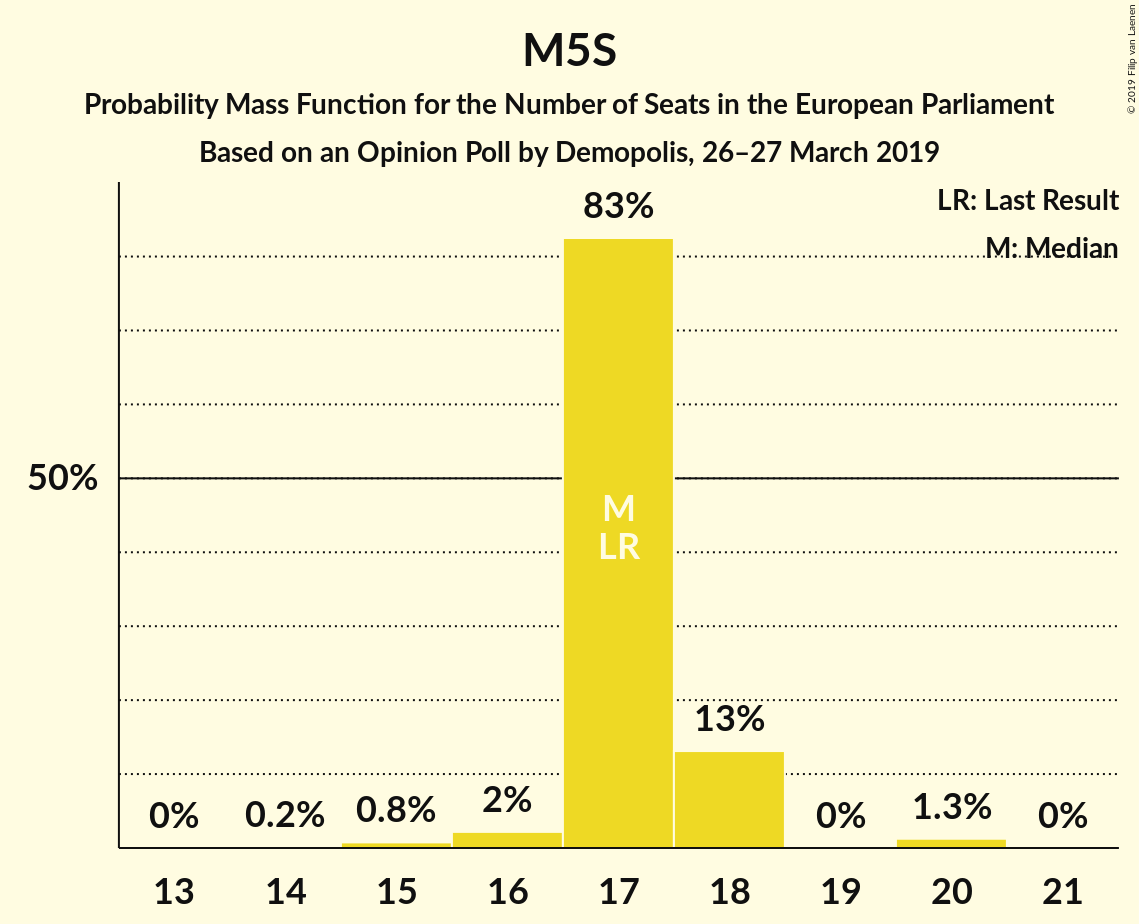 M5S
Probability Mass Function for the Number of Seats in the European Parliament
Based on an Opinion Poll by Demopolis, 26–27 March 2019
© 2019 Filip van Laenen
LR: Last Result
M: Median
50%
0%
0.2%
0.8%
2%
83%
M
LR
13%
0%
1.3%
0%
13
14
15
16
17
18
19
20
21